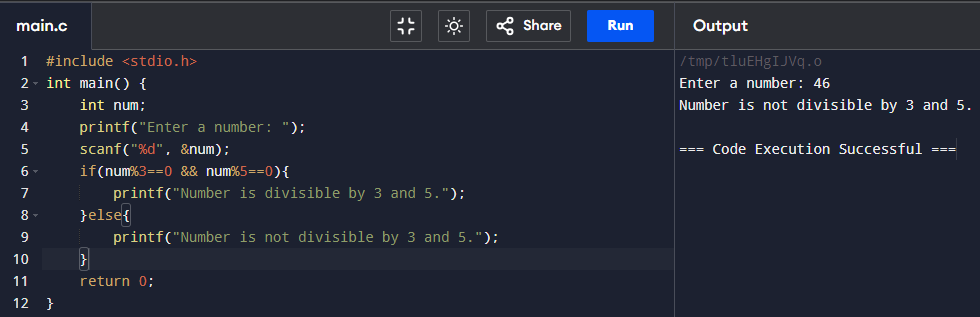 main.c
Share
Run
Output
1 #include <stdio.h>
2 int main() {
3     int num;
4     printf("Enter a number: ");
5     scanf("%d", &num);
6     if(num%3==0 && num%5==0){
7         printf("Number is divisible by 3 and 5.");
8     }else{
9         printf("Number is not divisible by 3 and 5.");
10     }
11     return 0;
12 }
/tmp/tluEHgIJVq.o
Enter a number: 46
Number is not divisible by 3 and 5.
=== Code Execution Successful ===